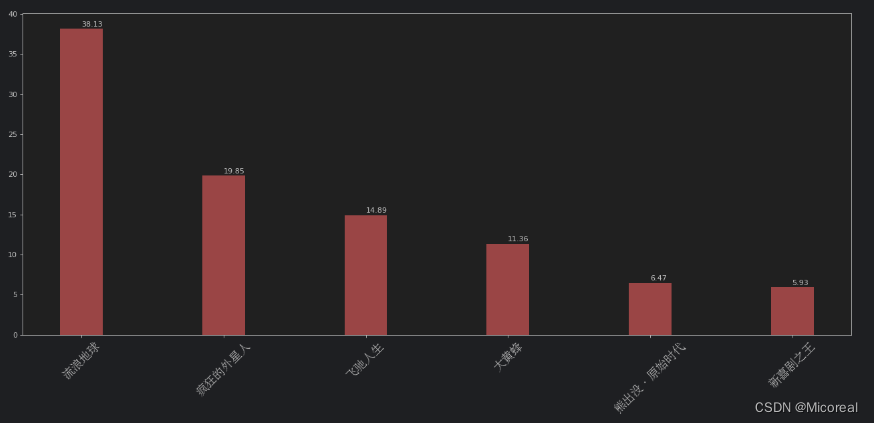 40
35
30
25
20
15
10
5
0
38.13
19.85
14.89
11.36
6.47
5.93
流浪地球
疯狂的外星人
飞驰人生
大黄蜂
熊出没·原始时代
新喜剧之王
CSDN @Micoreal